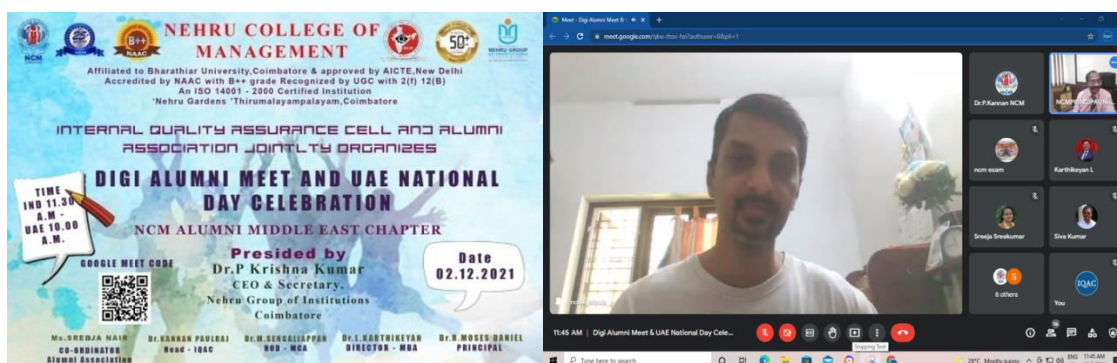 NEHRU COLLEGE OF
MANAGEMENT
NCM
B++
NAAC
50+
NEHRU GROUP
Affiliated to Bharathiar University,Coimbatore & approved by AICTE,New Delhi
Accredited by NAAC with B++ grade Recognized by UGC with 2(f) 12(B)
An ISO 14001 - 2000 Certified Institution
'Nehru Gardens 'Thirumalayampalayam,Coimbatore
INTERNAL QUALITY ASSURANCE CELL AND ALUMNI
ASSOCIATION JOINTLTY ORGANIZES
DIGI ALUMNI MEET AND UAE NATIONAL
DAY CELEBRATION
NCM ALUMNI MIDDLE EAST CHAPTER
TIME
IND 11.30
A.M -
UAE 10.00
A.M.
GOOGLE MEET CODE
Presided by
Dr.P Krishna Kumar
CEO & Secretary,
Nehru Group of Institutions
Coimbatore
Date
02.12.2021
Ms.SREEJA NAIR
CO-ORDINATOR
Alumni Association
Dr.KANNAN PAULRAJ
Head - IQAC
Dr.M.SENGALIAPPAN
HOD - MCA
Dr.L.KARTHIKEYAN
DIRECTOR - MBA
Dr.R.MOSES DANIEL
PRINCIPAL
Meet - Digi Alumni Meet
Dr.P.Kannan NCM
ncm exam
Karthikeyan L
Sreeja Sreekumar
Siva Kumar
S
8 others
IQAC
You
11:45 AM | Digi Alumni Meet & UAE National Day Cele...
Snipping Tool
Type here to search
28°C Mostly sunny
ENG
11:45 AM